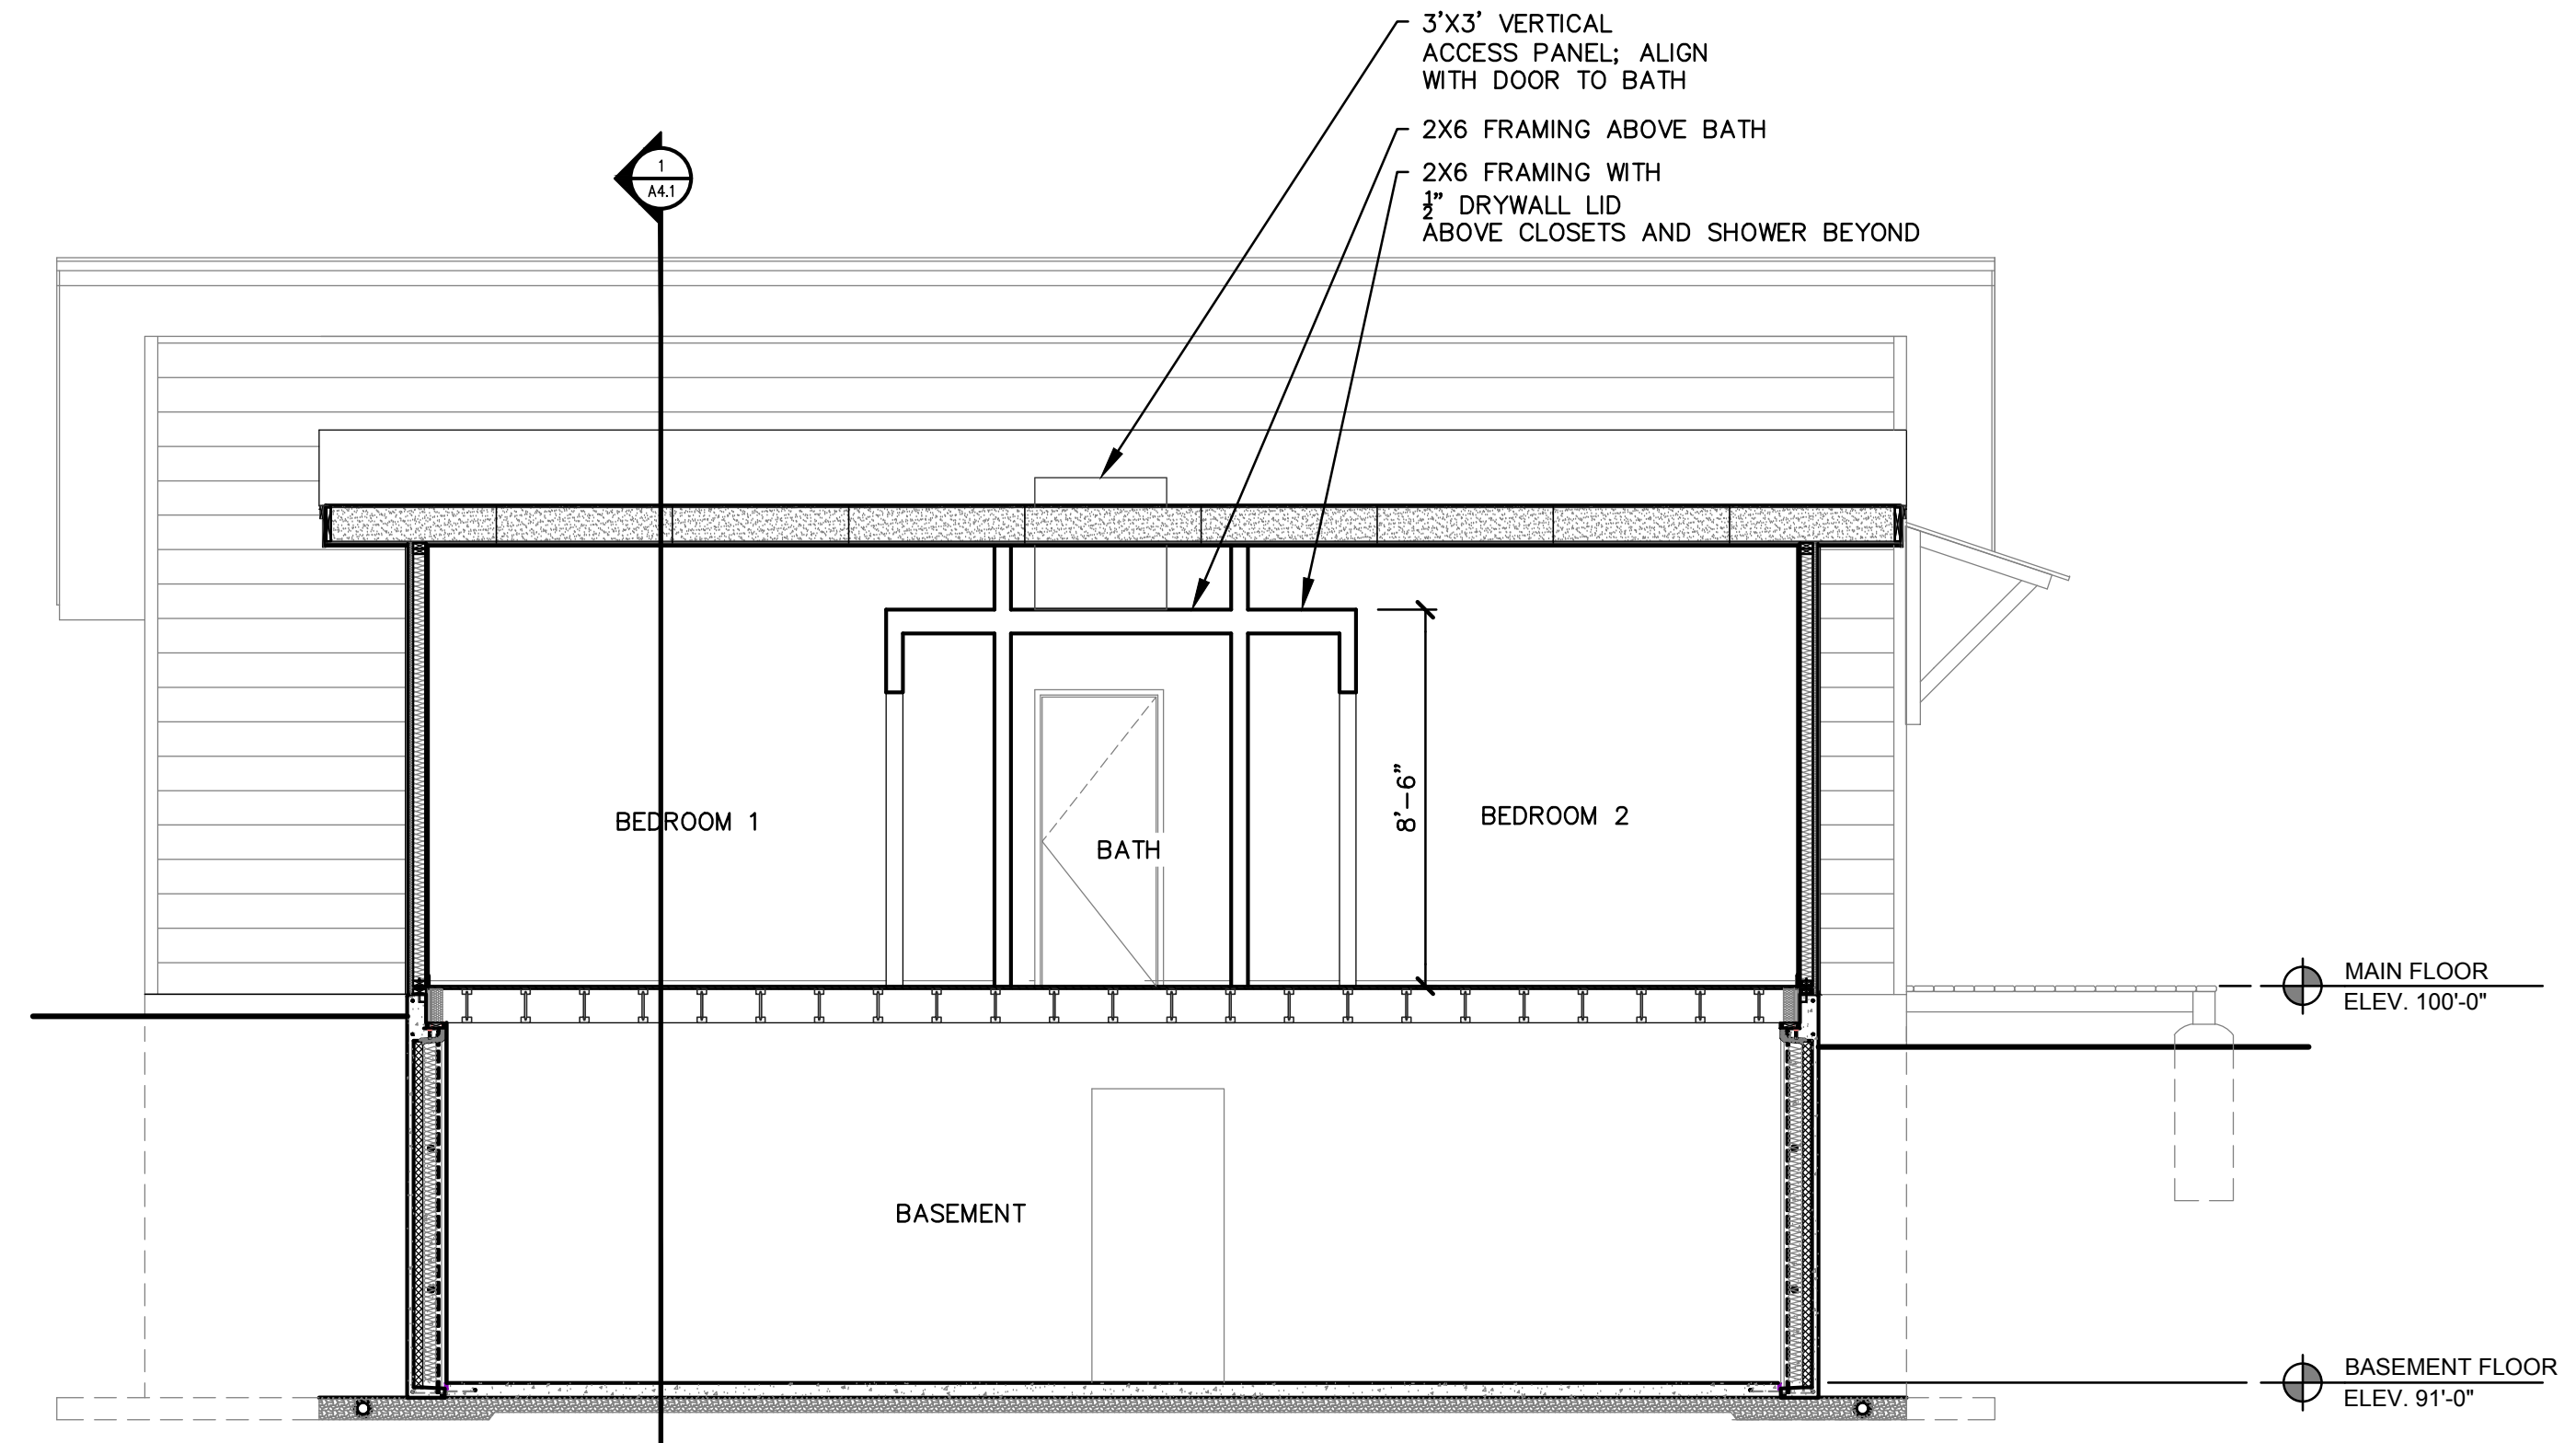 3'X3' VERTICAL
ACCESS PANEL; ALIGN
WITH DOOR TO BATH
2X6 FRAMING ABOVE BATH
2X6 FRAMING WITH
½" DRYWALL LID
ABOVE CLOSETS AND SHOWER BEYOND
1
A4.1
8'-6"
BEDROOM 1
BEDROOM 2
BATH
MAIN FLOOR
ELEV. 100'-0"
BASEMENT
BASEMENT FLOOR
ELEV. 91'-0"